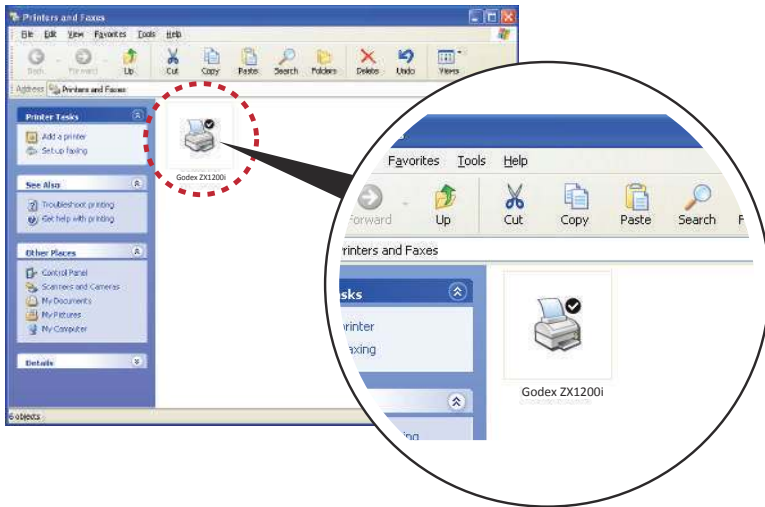 Printers and Faxes
File Edit View Favorites Tools Help
Back Forward Up Cut Copy Paste Search Folders Delete Undo Views
Address Printers and Faxes
Printer Tasks
Add a printer
Set up faxing
See Also
Troubleshoot printing
Get help with printing
Other Places
Control Panel
Scanners and Cameras
My Documents
My Pictures
My Computer
Details
6 objects
Godex ZX1200i
Favorites Tools Help
Forward Up Cut Copy Paste Search F
rinters and Faxes
sks
rinter
axing
ing
Godex ZX1200i